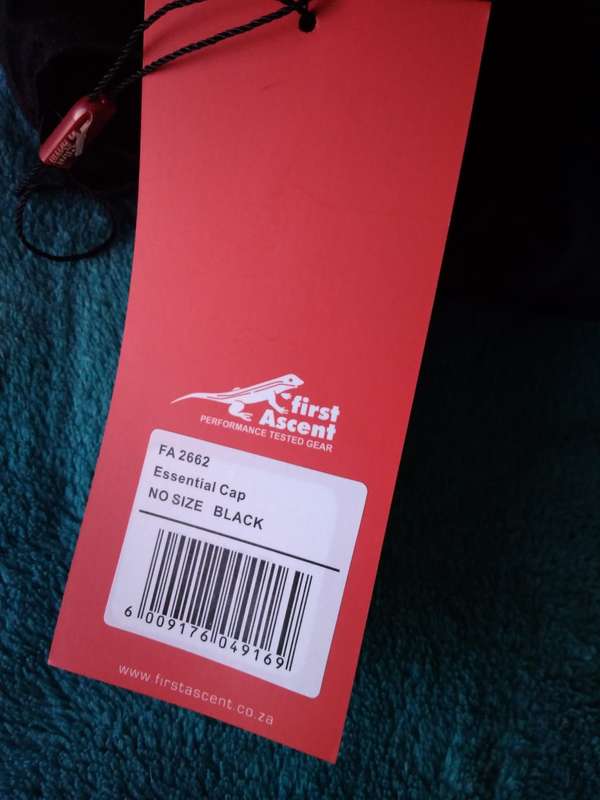 first
Ascent
PERFORMANCE TESTED GEAR
FA 2662
Essential Cap
NO SIZE BLACK
6 009176 049169
www.firstascent.co.za